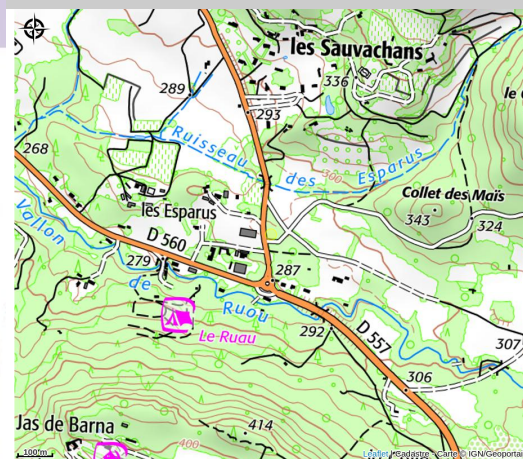 les Sauvachans
336
289
293
le
Ruisseau des Esparus
300
268
Collet des Maïs
343
324
les Esparus
D 560
Vallon de Ruou
279
287
Le Ruau
292
D 557
307
306
Jas de Barna
414
400
100 m
Leaflet | Cadastre - Carte © IGN/Geoportail